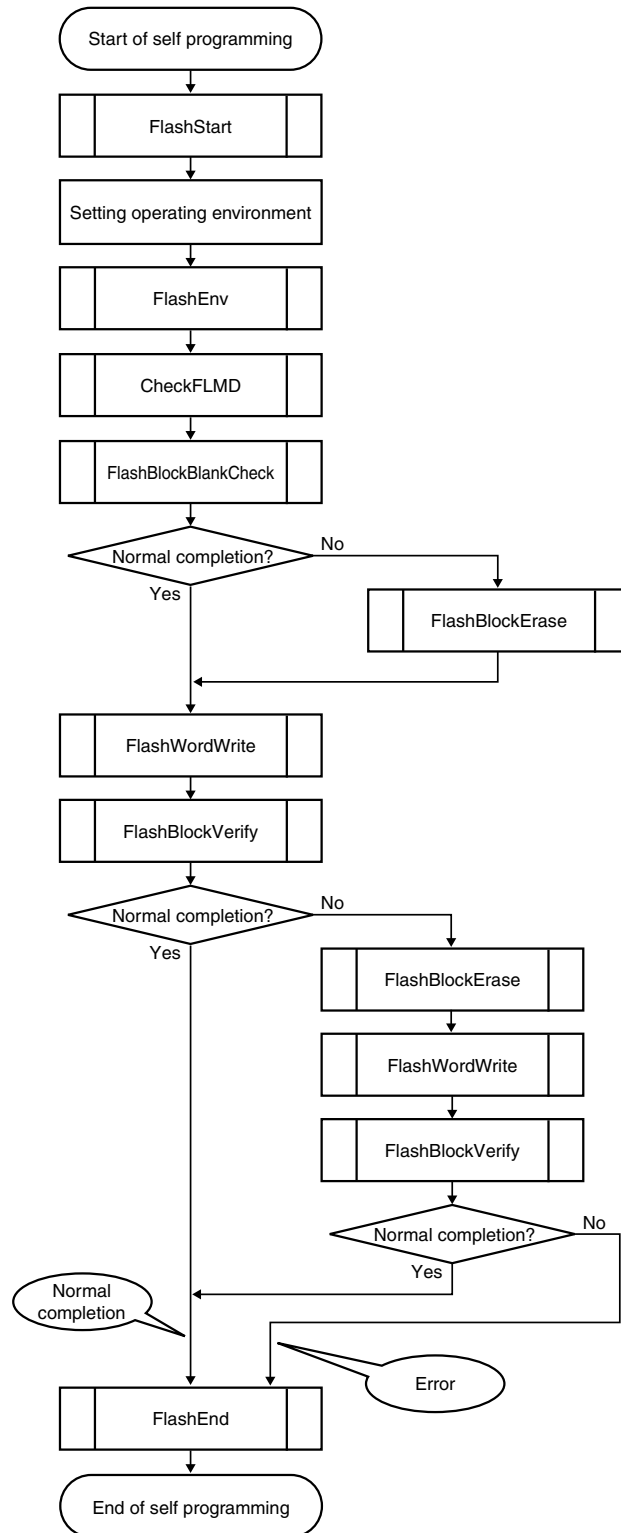 Start of self programming
FlashStart
Setting operating environment
FlashEnv
CheckFLMD
FlashBlockBlankCheck
Normal completion?
No
Yes
FlashBlockErase
FlashWordWrite
FlashBlockVerify
Normal completion?
No
Yes
FlashBlockErase
FlashWordWrite
FlashBlockVerify
Normal completion?
No
Yes
Normal
completion
Error
FlashEnd
End of self programming